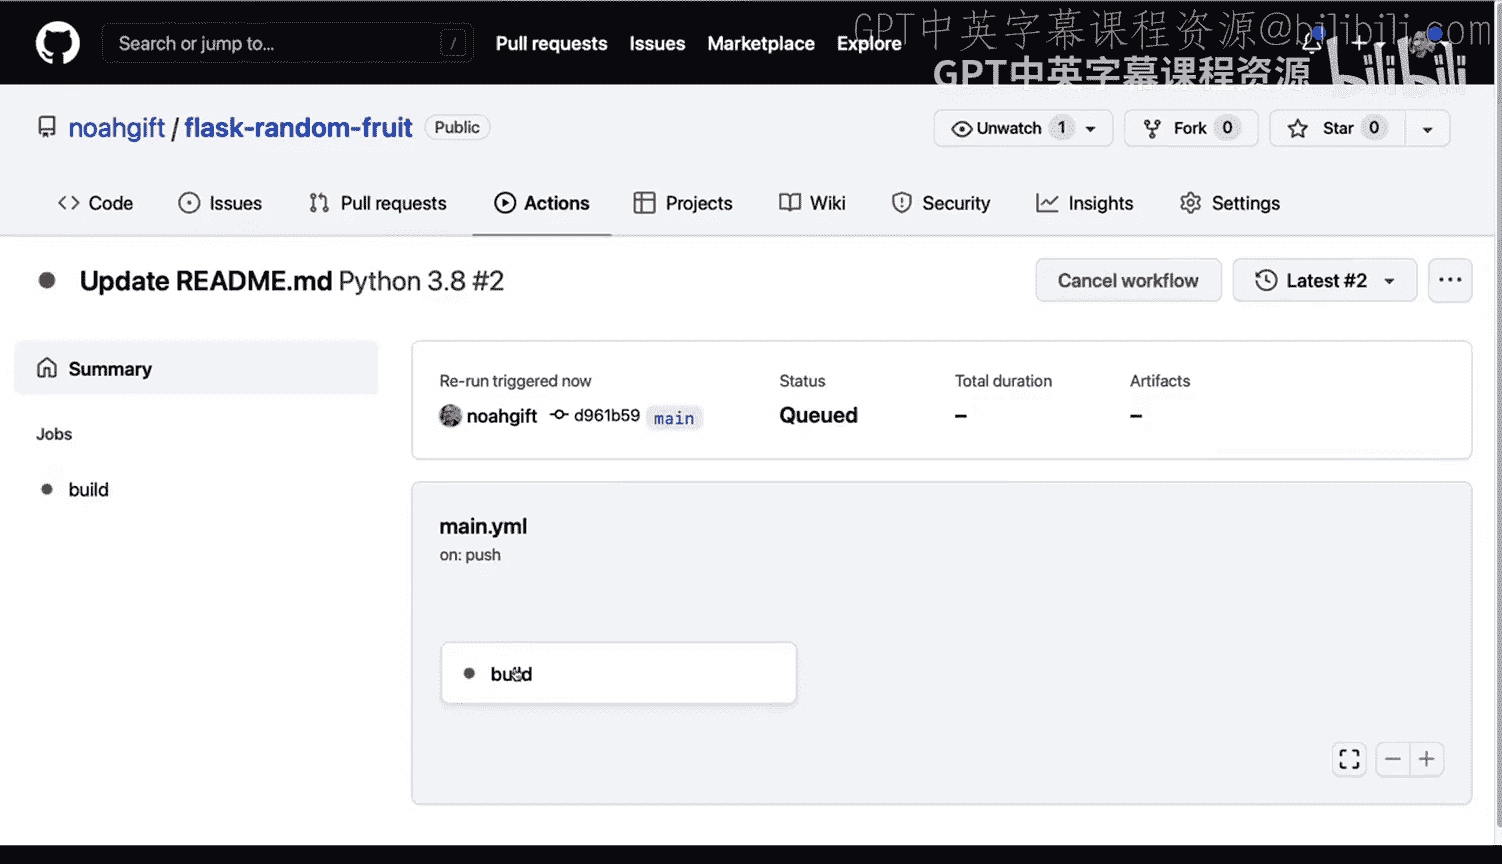 GPT中英字幕课程资源@bilibili.com
Search or jump to... /
Pull requests Issues Marketplace Explore
GPT中英字幕课程资源 bilibili
noahgift / flask-random-fruit Public
Unwatch 1 Fork 0 Star 0
Code Issues Pull requests Actions Projects Wiki Security Insights Settings
Update README.md Python 3.8 #2
Cancel workflow Latest #2 ...
Summary
Jobs
build
Re-run triggered now Status Total duration Artifacts
noahgift d961b59 main Queued – –
main.yml
on: push
build